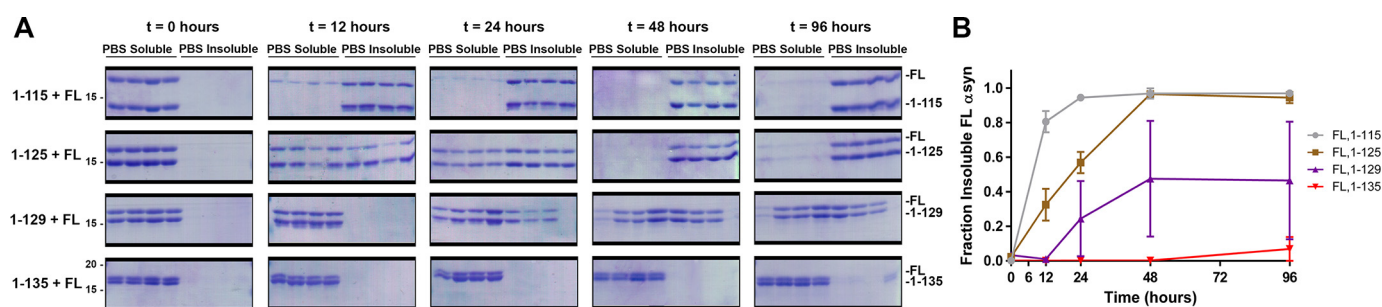 A
t = 0 hours
t = 12 hours
t = 24 hours
t = 48 hours
t = 96 hours
PBS Soluble PBS Insoluble
PBS Soluble PBS Insoluble
PBS Soluble PBS Insoluble
PBS Soluble PBS Insoluble
PBS Soluble PBS Insoluble
1-115 + FL
15 -
-FL
-1-115
1-125 + FL
15 -
-FL
-1-125
1-129 + FL
15 -
-FL
-1-129
1-135 + FL
20 -
15 -
-FL
-1-135
B
Fraction Insoluble FL αsyn
1.0
0.8
0.6
0.4
0.2
0.0
0 6 12 24 48 72 96
Time (hours)
FL,1-115
FL,1-125
FL,1-129
FL,1-135